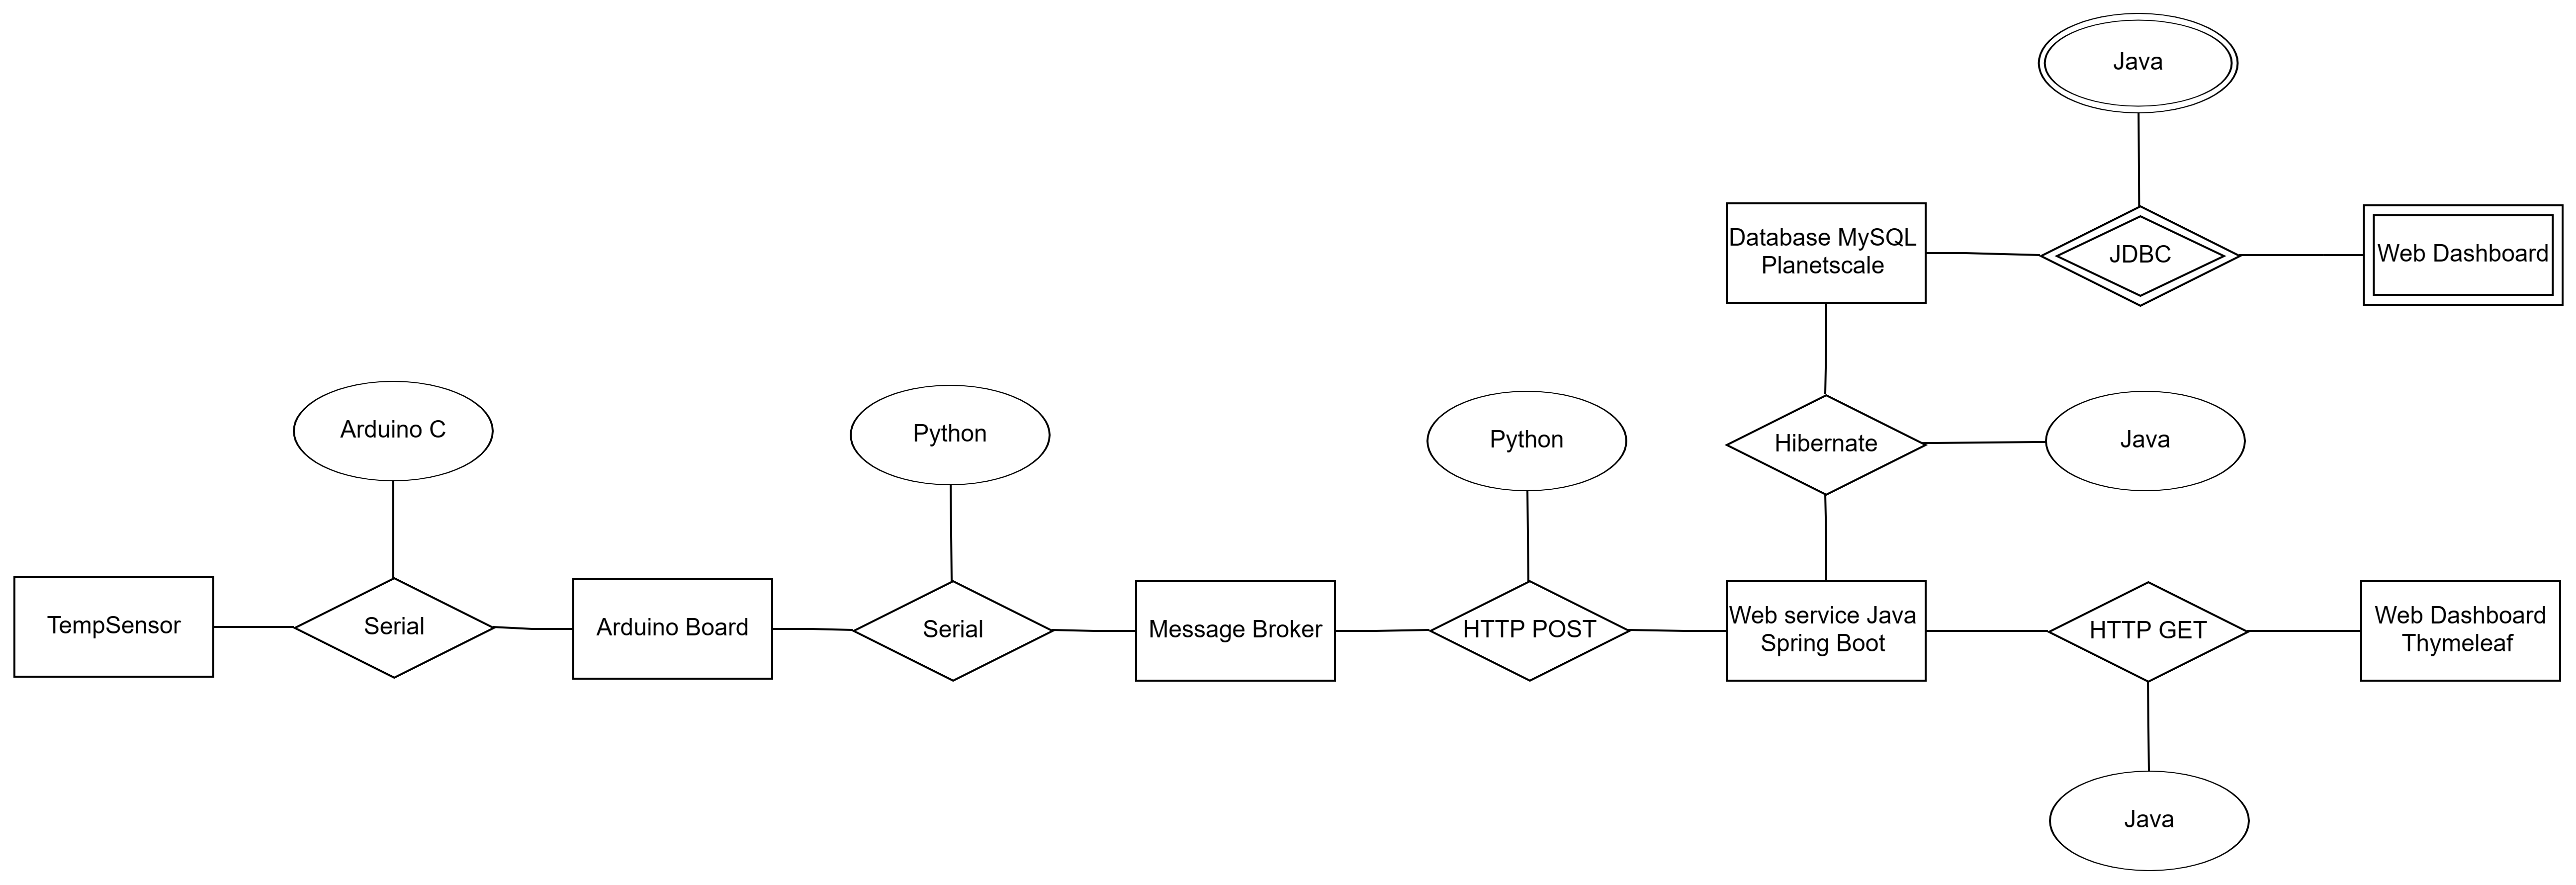 Java
Database MySQL
Planetscale
JDBC
Web Dashboard
Arduino C
Python
Python
Hibernate
Java
TempSensor
Serial
Arduino Board
Serial
Message Broker
HTTP POST
Web service Java
Spring Boot
HTTP GET
Web Dashboard
Thymeleaf
Java